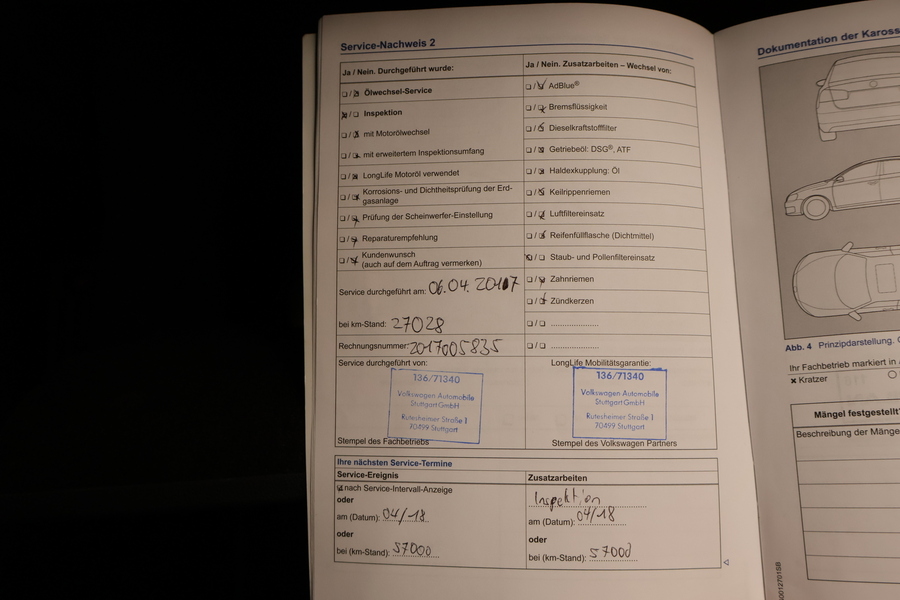 Service-Nachweis 2
Ja / Nein. Durchgeführt wurde:
Ölwechsel-Service
Inspektion
mit Motorölwechsel
mit erweitertem Inspektionsumfang
LongLife Motoröl verwendet
Korrosions- und Dichtheitsprüfung der Erd-
gasanlage
Prüfung der Scheinwerfer-Einstellung
Reparaturempfehlung
Kundenwunsch
(auch auf dem Auftrag vermerken)
Service durchgeführt am: 06.04.2017
bei km-Stand: 27028
Rechnungsnummer: 2017005835
Service durchgeführt von:
136/71340
Volkswagen Automobile
Stuttgart GmbH
Rutesheimer Straße 1
70499 Stuttgart
Stempel des Fachbetriebs
Ja / Nein. Zusatzarbeiten – Wechsel von:
AdBlue®
Bremsflüssigkeit
Dieselkraftstofffilter
Getriebeöl: DSG®, ATF
Haldexkupplung: Öl
Keilrippenriemen
Luftfiltereinsatz
Reifenfüllflasche (Dichtmittel)
Staub- und Pollenfiltereinsatz
Zahnriemen
Zündkerzen
LongLife Mobilitätsgarantie:
136/71340
Volkswagen Automobile
Stuttgart GmbH
Rutesheimer Straße 1
70499 Stuttgart
Stempel des Volkswagen Partners
Ihre nächsten Service-Termine
Service-Ereignis
nach Service-Intervall-Anzeige
oder
am (Datum): 04/18
oder
bei (km-Stand): 57000
Zusatzarbeiten
Inspektion
am (Datum): 04/18
oder
bei (km-Stand): 57000
Dokumentation der Kaross
Abb. 4 Prinzipdarstellung.
Ihr Fachbetrieb markiert in
× Kratzer
Mängel festgestellt?
Beschreibung der Mänge